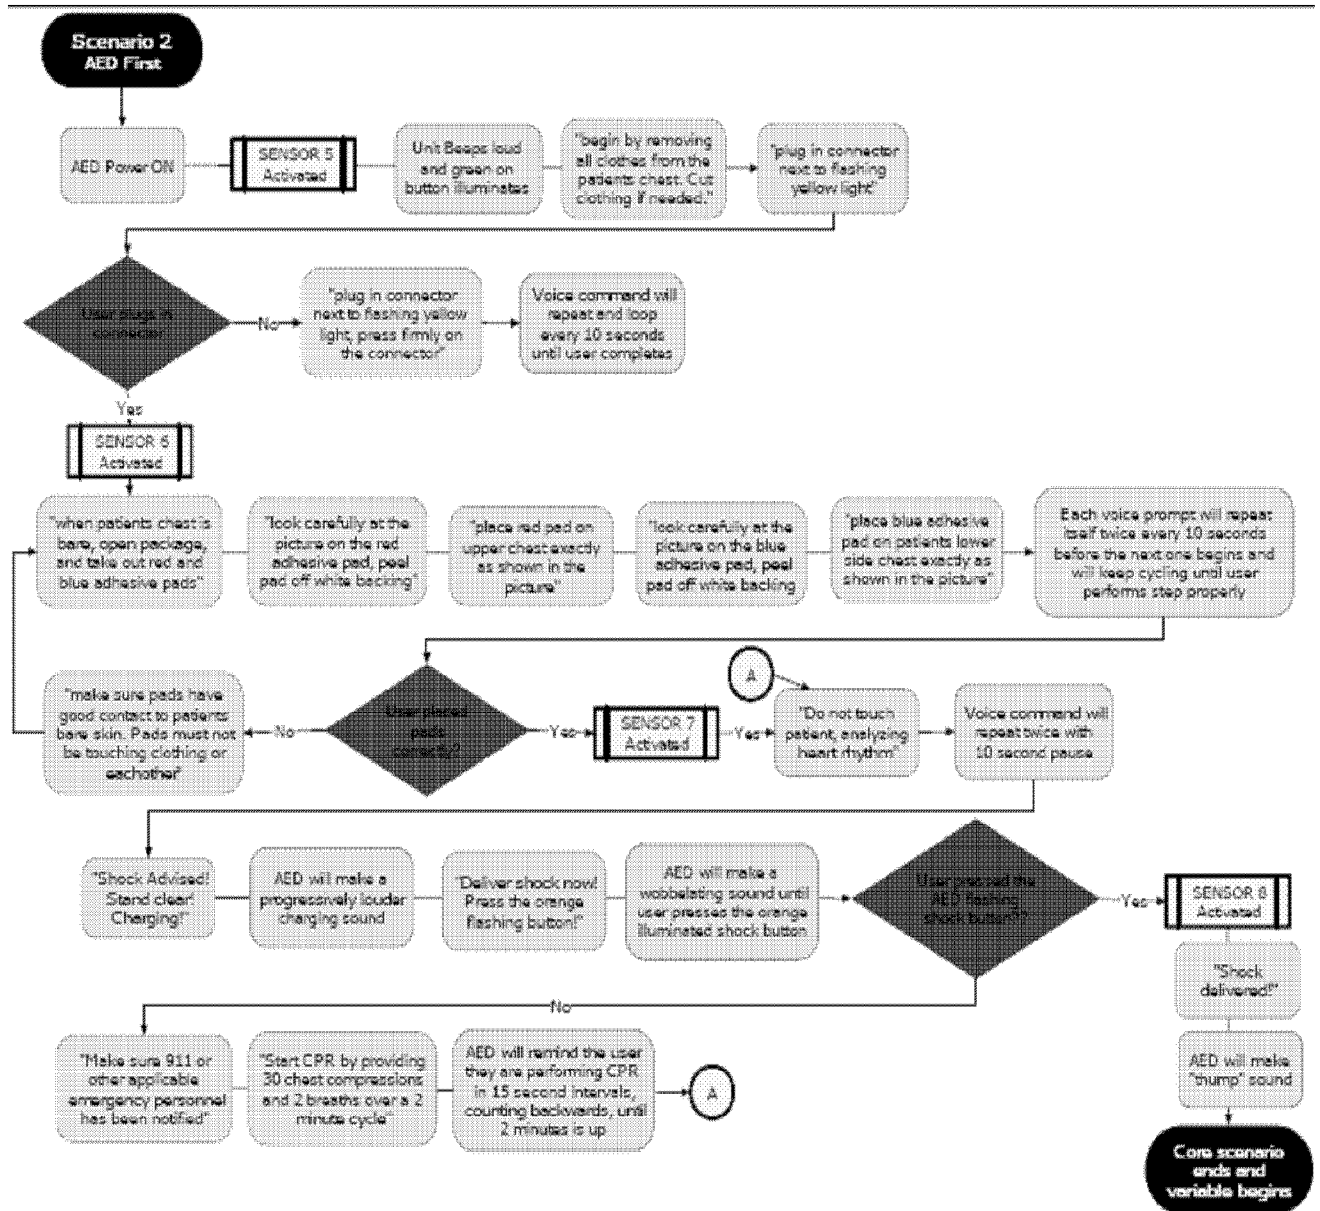 Scenario 2
AED First
AED Power ON
SENSOR 5
Activated
Unit Beeps loud
and green on
button illuminates
"begin by removing
all clothes from the
patients chest. Cut
clothing if needed."
"plug in connector
next to flashing
yellow light"
User plugs in
connector
No
"plug in connector
next to flashing yellow
light, press firmly on
the connector"
Voice command will
repeat and loop
every 10 seconds
until user completes
Yes
SENSOR 6
Activated
"when patients chest is
bare, open package,
and take out red and
blue adhesive pads"
"look carefully at the
picture on the red
adhesive pad, peel
pad off white backing"
"place red pad on
upper chest exactly
as shown in the
picture"
"look carefully at the
picture on the blue
adhesive pad, peel
pad off white backing
"place blue adhesive
pad on patients lower
side chest exactly as
shown in the picture"
Each voice prompt will repeat
itself twice every 10 seconds
before the next one begins and
will keep cycling until user
performs step properly
"make sure pads have
good contact to patients
bare skin. Pads must not
be touching clothing or
eachother"
No
User placed
pads
correctly?
Yes
SENSOR 7
Activated
Yes
A
"Do not touch
patient, analyzing
heart rhythm"
Voice command will
repeat twice with
10 second pause
"Shock Advised!
Stand clear!
Charging!"
AED will make a
progressively louder
charging sound
"Deliver shock now!
Press the orange
flashing button!"
AED will make a
wobbelating sound until
user presses the orange
illuminated shock button
User pressed the
AED flashing
shock button??
Yes
SENSOR 8
Activated
"Shock
delivered!"
AED will make
"thump" sound
Core scenario
ends and
variable begins
No
"Make sure 911 or
other applicable
emergency personnel
has been notified"
"Start CPR by providing
30 chest compressions
and 2 breaths over a 2
minute cycle"
AED will remind the user
they are performing CPR
in 15 second intervals,
counting backwards, until
2 minutes is up
A